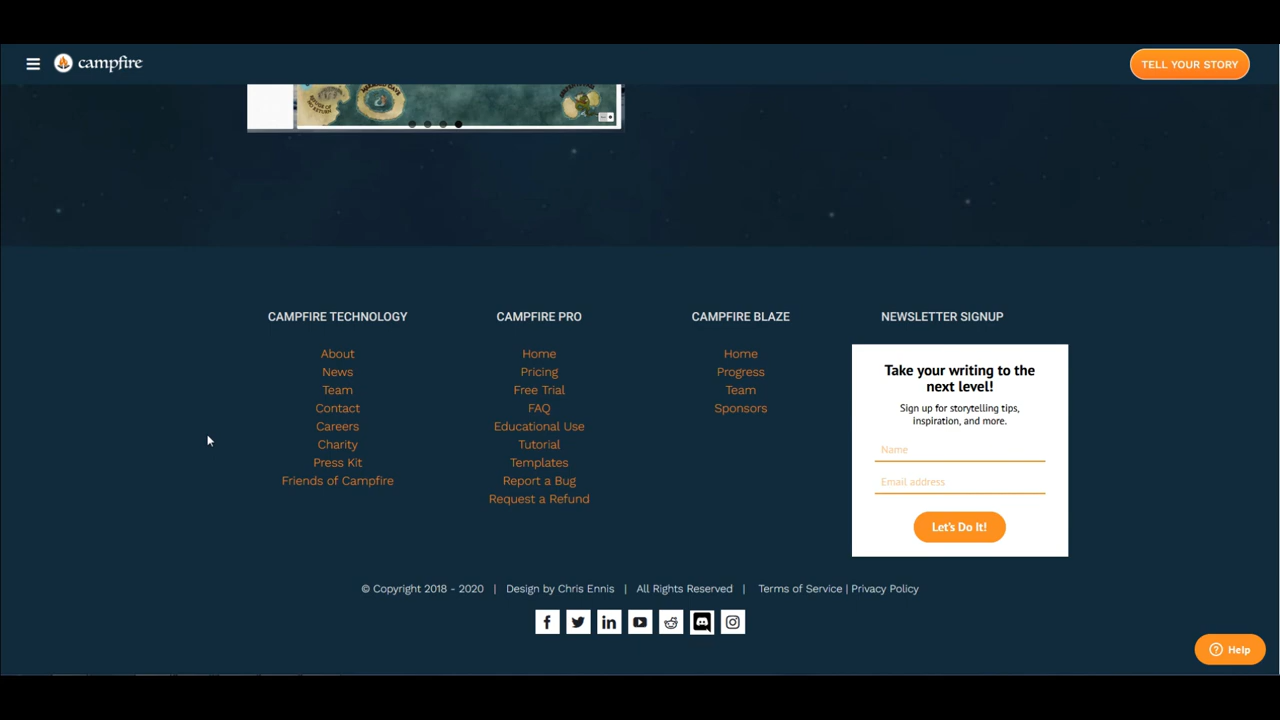 campfire
TELL YOUR STORY
CAMPFIRE TECHNOLOGY
About
News
Team
Contact
Careers
Charity
Press Kit
Friends of Campfire
CAMPFIRE PRO
Home
Pricing
Free Trial
FAQ
Educational Use
Tutorial
Templates
Report a Bug
Request a Refund
CAMPFIRE BLAZE
Home
Progress
Team
Sponsors
NEWSLETTER SIGNUP
Take your writing to the
next level!
Sign up for storytelling tips,
inspiration, and more.
Name
Email address
Let's Do It!
© Copyright 2018 - 2020 | Design by Chris Ennis | All Rights Reserved | Terms of Service | Privacy Policy
Help